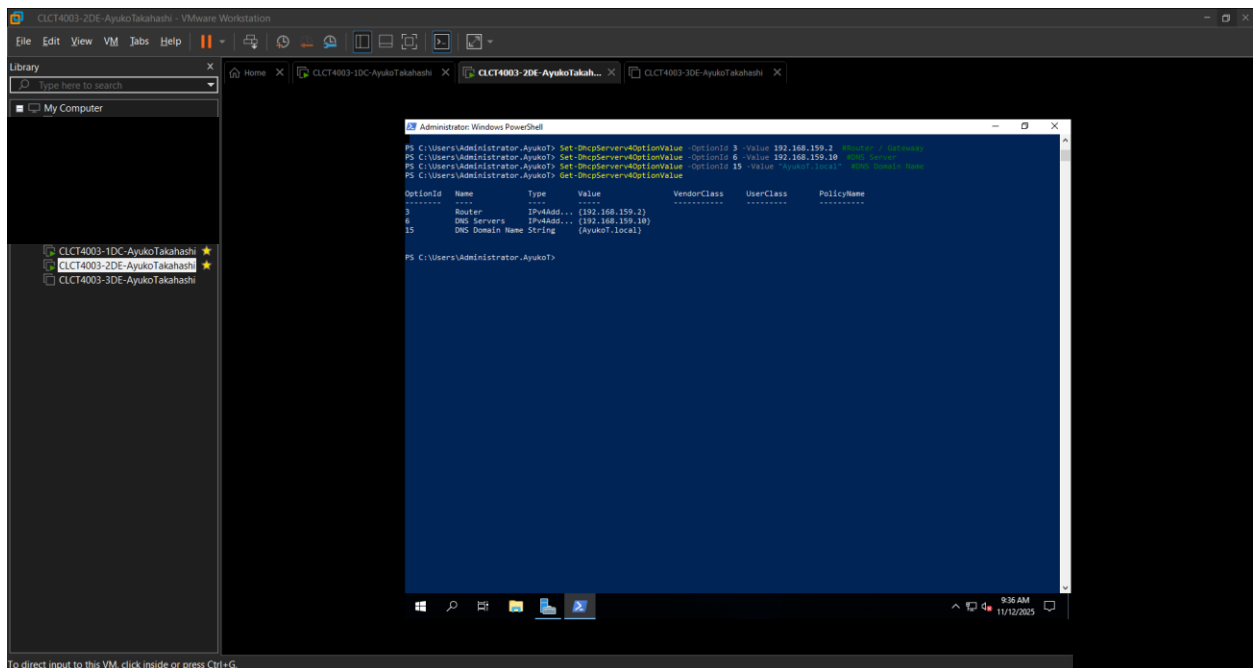 CLCT4003-2DE-AyukoTakahashi - VMware Workstation
File Edit View VM Tabs Help
Library
Type here to search
My Computer
CLCT4003-1DC-AyukoTakahashi
CLCT4003-2DE-AyukoTakahashi
CLCT4003-3DE-AyukoTakahashi
Home CLCT4003-1DC-AyukoTakahashi CLCT4003-2DE-AyukoTakah... CLCT4003-3DE-AyukoTakahashi
Administrator: Windows PowerShell
PS C:\Users\Administrator.AyukoT> Set-DhcpServerv4OptionValue -OptionId 3 -Value 192.168.159.2 #Router / Gateway
PS C:\Users\Administrator.AyukoT> Set-DhcpServerv4OptionValue -OptionId 6 -Value 192.168.159.10 #DNS Server
PS C:\Users\Administrator.AyukoT> Set-DhcpServerv4OptionValue -OptionId 15 -Value "AyukoT.local" #DNS Domain Name
PS C:\Users\Administrator.AyukoT> Get-DhcpServerv4OptionValue
OptionId Name Type Value VendorClass UserClass PolicyName
-------- ---- ---- ----- ----------- --------- ----------
3 Router IPv4Add... {192.168.159.2}
6 DNS Servers IPv4Add... {192.168.159.10}
15 DNS Domain Name String {AyukoT.local}
PS C:\Users\Administrator.AyukoT>
9:36 AM
11/12/2025
To direct input to this VM, click inside or press Ctrl+G.